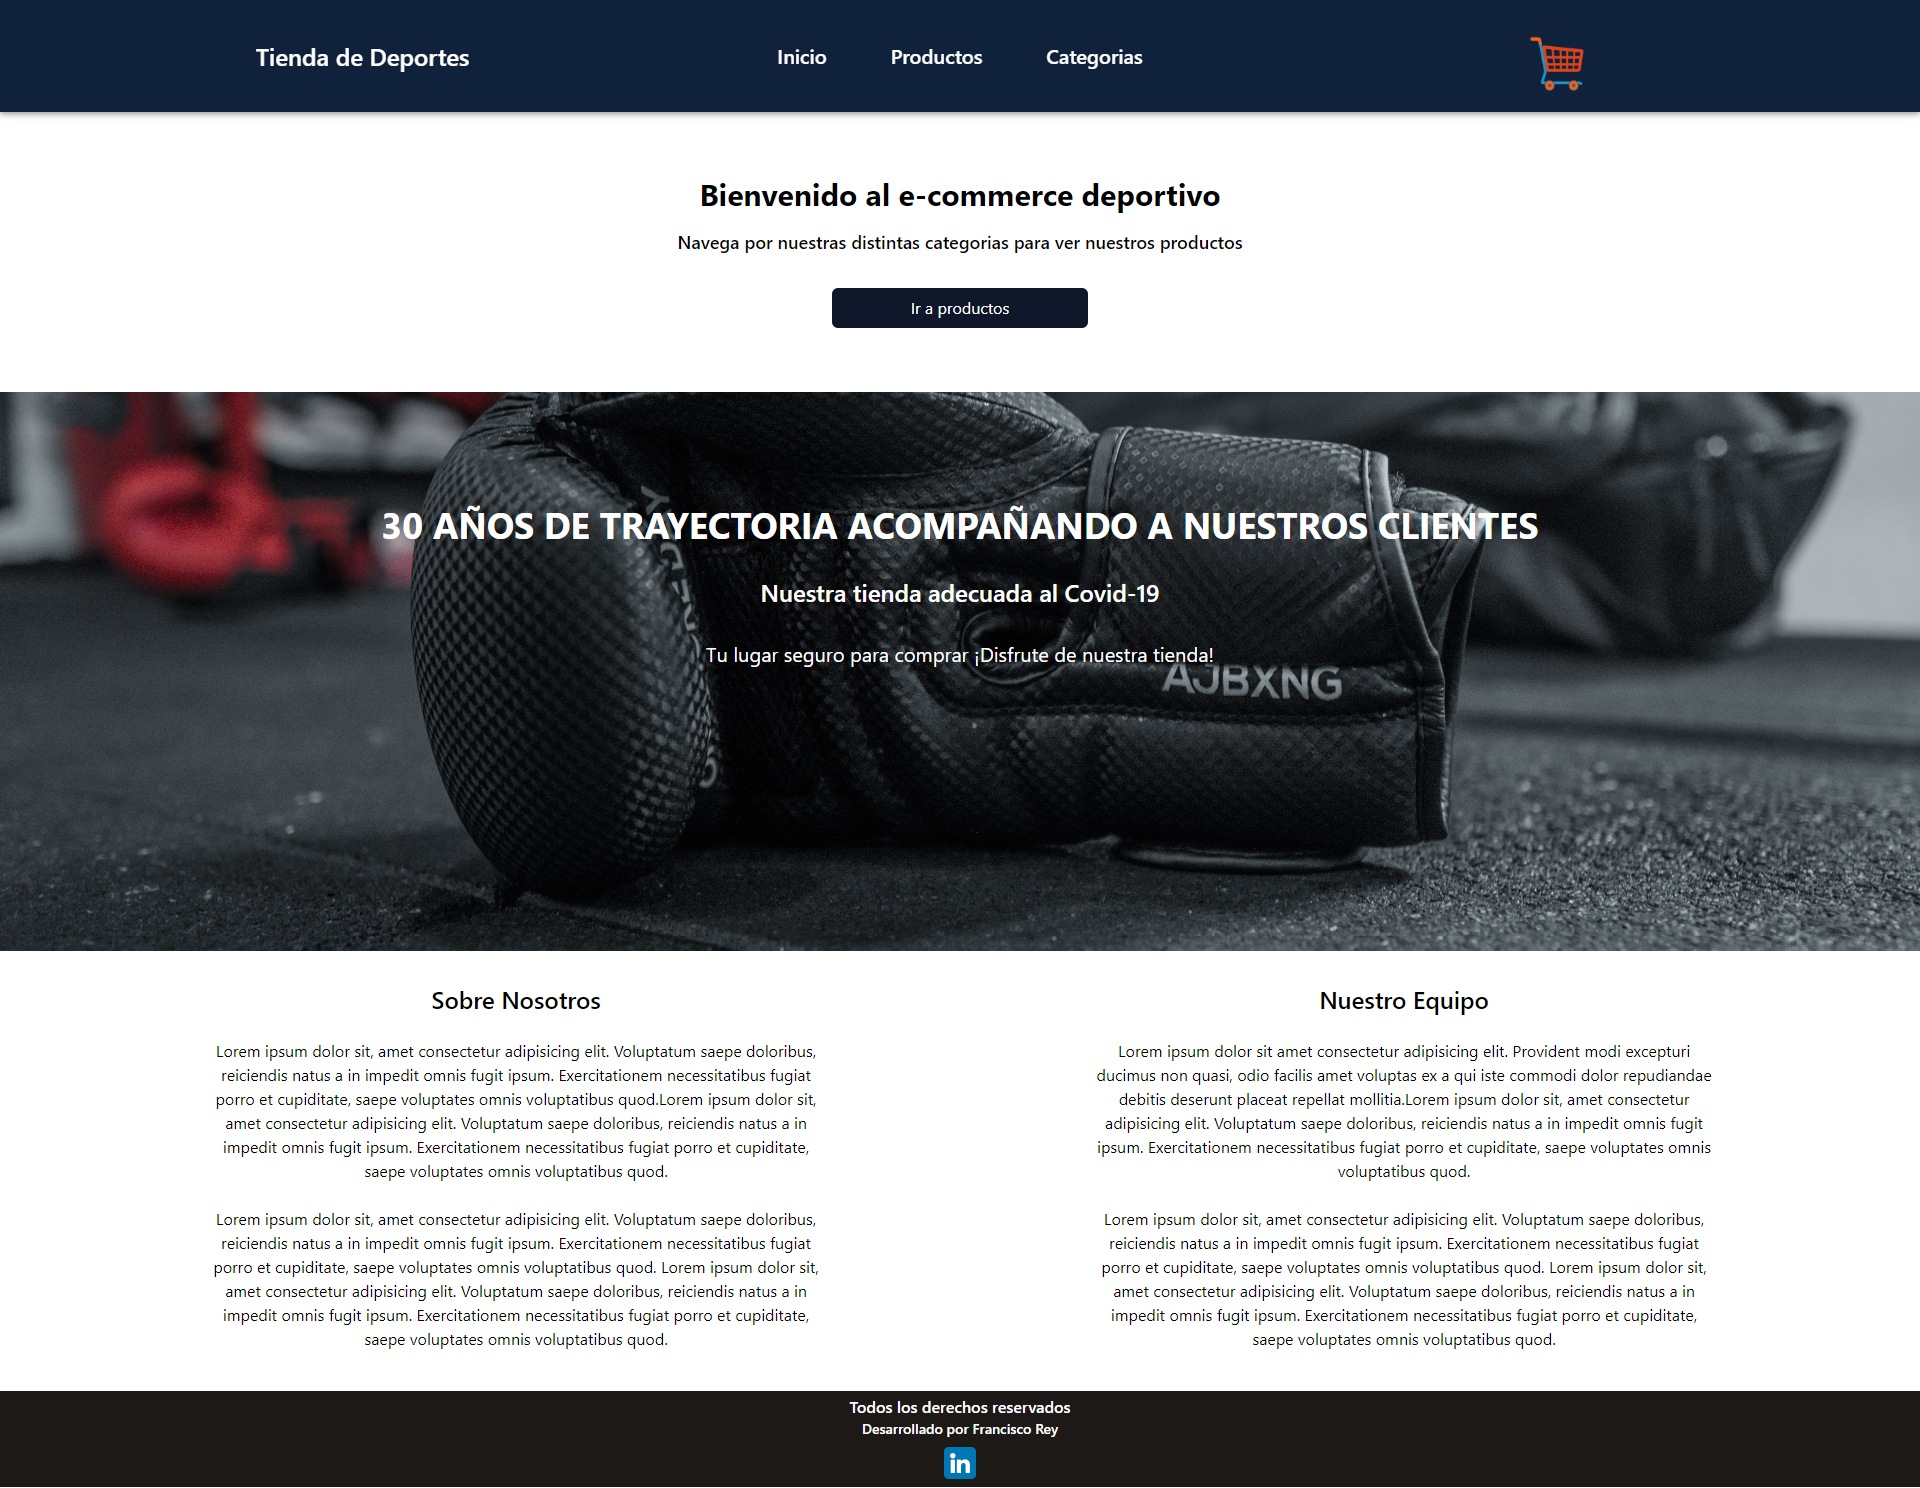 Tienda de Deportes
Inicio
Productos
Categorias
Bienvenido al e-commerce deportivo
Navega por nuestras distintas categorias para ver nuestros productos
Ir a productos
30 AÑOS DE TRAYECTORIA ACOMPAÑANDO A NUESTROS CLIENTES
Nuestra tienda adecuada al Covid-19
Tu lugar seguro para comprar ¡Disfrute de nuestra tienda!
AJBXNG
Sobre Nosotros
Lorem ipsum dolor sit, amet consectetur adipisicing elit. Voluptatum saepe doloribus,
reiciendis natus a in impedit omnis fugit ipsum. Exercitationem necessitatibus fugiat
porro et cupiditate, saepe voluptates omnis voluptatibus quod.Lorem ipsum dolor sit,
amet consectetur adipisicing elit. Voluptatum saepe doloribus, reiciendis natus a in
impedit omnis fugit ipsum. Exercitationem necessitatibus fugiat porro et cupiditate,
saepe voluptates omnis voluptatibus quod.
Lorem ipsum dolor sit, amet consectetur adipisicing elit. Voluptatum saepe doloribus,
reiciendis natus a in impedit omnis fugit ipsum. Exercitationem necessitatibus fugiat
porro et cupiditate, saepe voluptates omnis voluptatibus quod. Lorem ipsum dolor sit,
amet consectetur adipisicing elit. Voluptatum saepe doloribus, reiciendis natus a in
impedit omnis fugit ipsum. Exercitationem necessitatibus fugiat porro et cupiditate,
saepe voluptates omnis voluptatibus quod.
Nuestro Equipo
Lorem ipsum dolor sit amet consectetur adipisicing elit. Provident modi excepturi
ducimus non quasi, odio facilis amet voluptas ex a qui iste commodi dolor repudiandae
debitis deserunt placeat repellat mollitia.Lorem ipsum dolor sit, amet consectetur
adipisicing elit. Voluptatum saepe doloribus, reiciendis natus a in impedit omnis fugit
ipsum. Exercitationem necessitatibus fugiat porro et cupiditate, saepe voluptates omnis
voluptatibus quod.
Lorem ipsum dolor sit, amet consectetur adipisicing elit. Voluptatum saepe doloribus,
reiciendis natus a in impedit omnis fugit ipsum. Exercitationem necessitatibus fugiat
porro et cupiditate, saepe voluptates omnis voluptatibus quod. Lorem ipsum dolor sit,
amet consectetur adipisicing elit. Voluptatum saepe doloribus, reiciendis natus a in
impedit omnis fugit ipsum. Exercitationem necessitatibus fugiat porro et cupiditate,
saepe voluptates omnis voluptatibus quod.
Todos los derechos reservados
Desarrollado por Francisco Rey
in